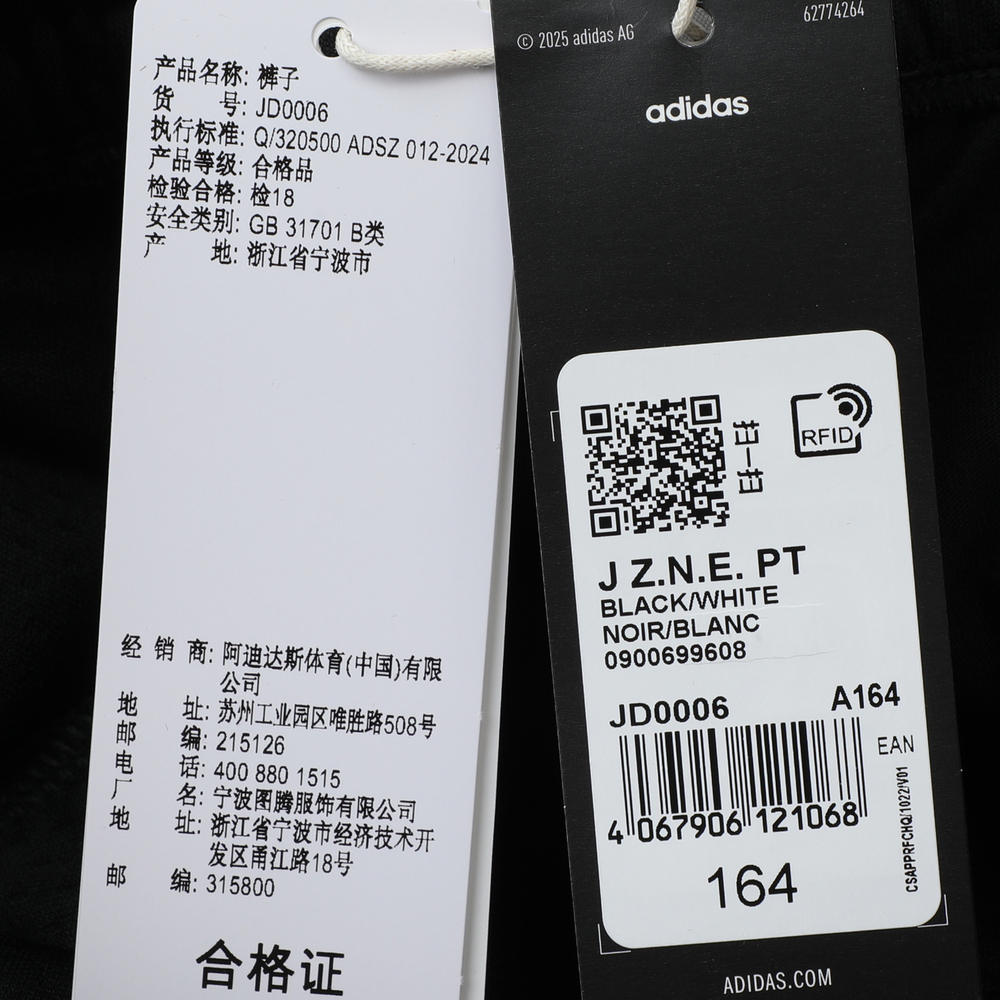 产品名称: 裤子
货 号: JD0006
执行标准: Q/320500 ADSZ 012-2024
产品等级: 合格品
检验合格: 检18
安全类别: GB 31701 B类
产 地: 浙江省宁波市
经 销 商: 阿迪达斯体育(中国)有限
公司
地 址: 苏州工业园区唯胜路508号
邮 编: 215126
电 话: 400 880 1515
厂 名: 宁波图腾服饰有限公司
地 址: 浙江省宁波市经济技术开
发区甬江路18号
邮 编: 315800
合格证
© 2025 adidas AG
62774264
adidas
扫一扫
RFID
J Z.N.E. PT
BLACK/WHITE
NOIR/BLANC
0900699608
JD0006 A164
EAN
4 067906 121068
CSAPPRFCHQ/1022/V01
164
ADIDAS.COM